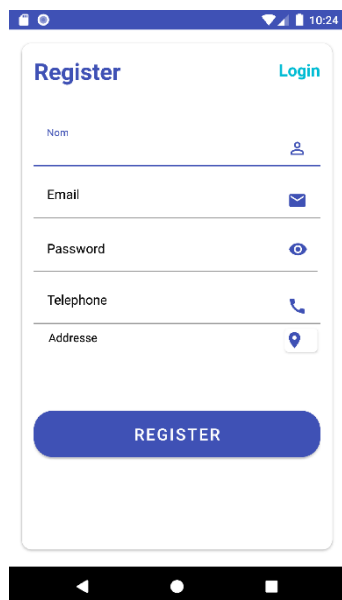 10:24
Register Login
Nom
Email
Password
Telephone
Addresse
REGISTER